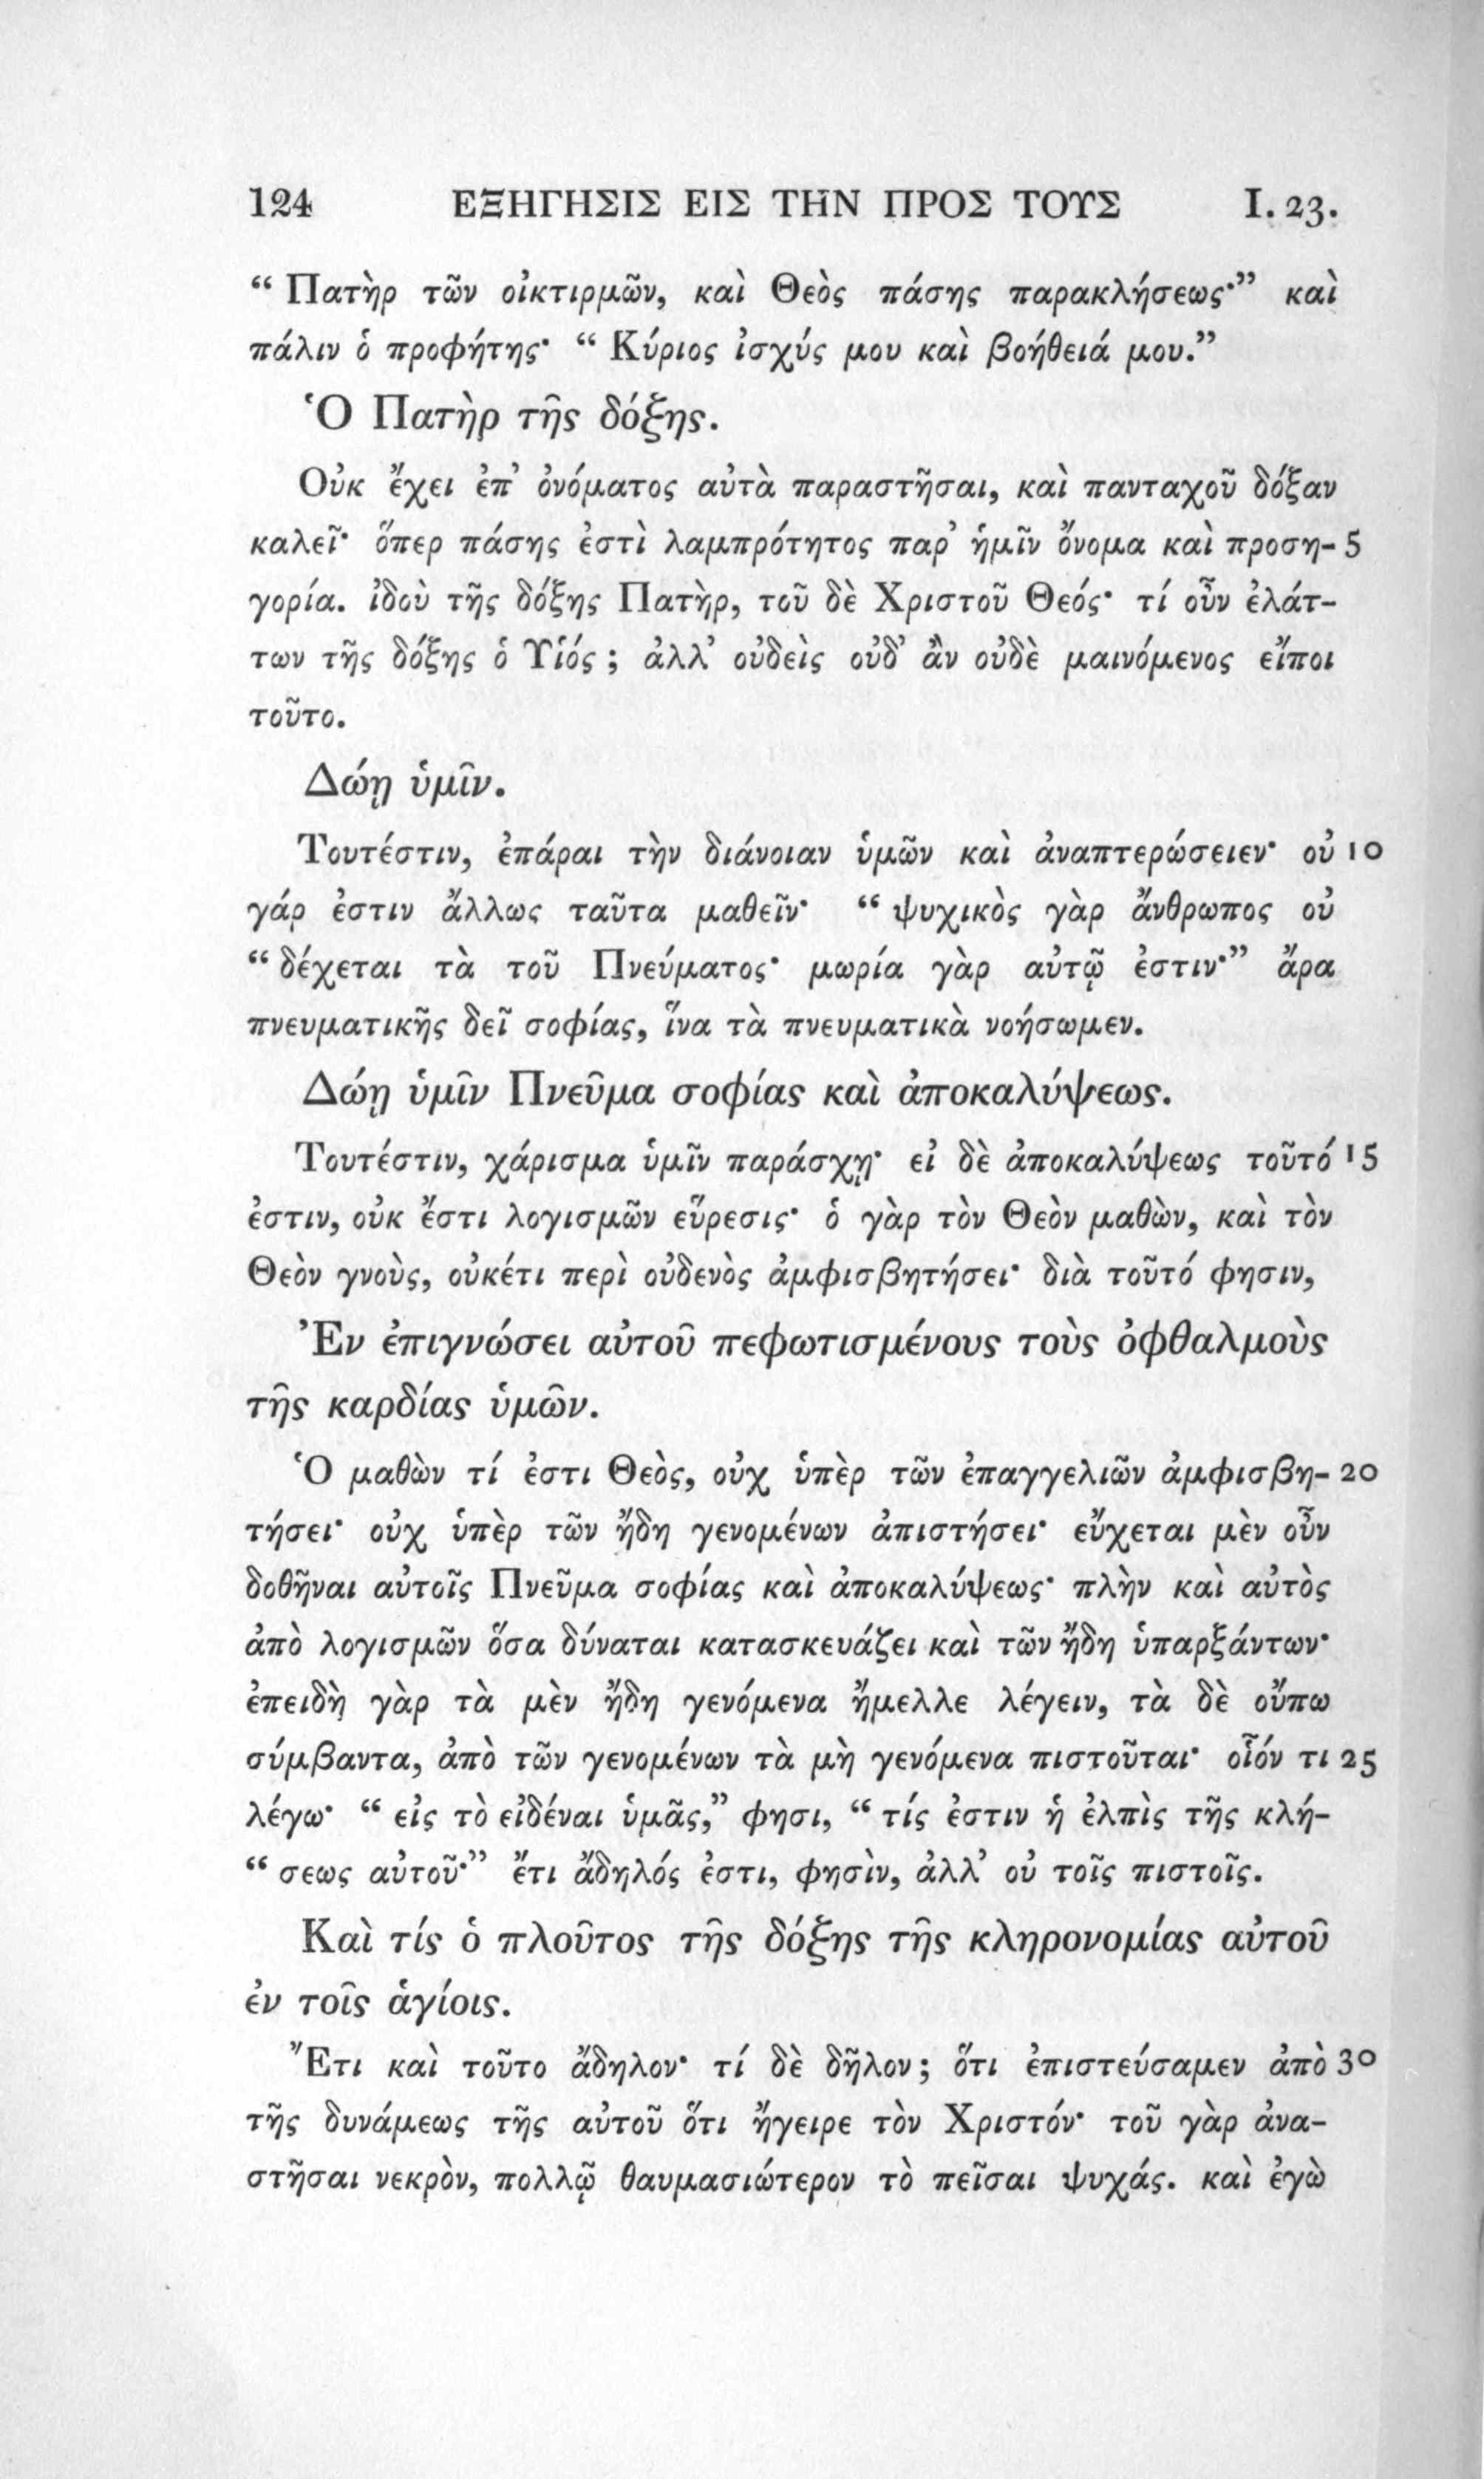 124 ΕΞΗΓΗΣΙΣ ΕΙΣ ΤΗΝ ΠΡΟΣ ΤΟΥΣ I. 23.
“ Πατὴρ τῶν οἰκτιρμῶν, καὶ Θεὸς πάσης παρακλήσεως·” καὶ
πάλιν ὁ προφήτης· “ Κύριος ἰσχύς μου καὶ βοήθειά μου.”
Ὁ Πατὴρ τῆς δόξης.
Οὐκ ἔχει ἐπ’ ὀνόματος αὐτὰ παραστῆσαι, καὶ πανταχοῦ δόξαν
καλεῖ· ὅπερ πάσης ἐστὶ λαμπρότητος παρ’ ἡμῖν ὄνομα καὶ προση- 5
γορία. ἰδοὺ τῆς δόξης Πατὴρ, τοῦ δὲ Χριστοῦ Θεός· τί οὖν ἐλάτ-
των τῆς δόξης ὁ Υἱός ; ἀλλ’ οὐδεὶς οὐδ’ ἂν οὐδὲ μαινόμενος εἴποι
τοῦτο.
Δώῃ ὑμῖν.
Τουτέστιν, ἐπάραι τὴν διάνοιαν ὑμῶν καὶ ἀναπτερώσειεν· οὐ 10
γάρ ἐστιν ἄλλως ταῦτα μαθεῖν· “ ψυχικὸς γὰρ ἄνθρωπος οὐ
“ δέχεται τὰ τοῦ Πνεύματος· μωρία γὰρ αὐτῷ ἐστιν·” ἄρα
πνευματικῆς δεῖ σοφίας, ἵνα τὰ πνευματικὰ νοήσωμεν.
Δώῃ ὑμῖν Πνεῦμα σοφίας καὶ ἀποκαλύψεως.
Τουτέστιν, χάρισμα ὑμῖν παράσχῃ· εἰ δὲ ἀποκαλύψεως τοῦτό 15
ἐστιν, οὐκ ἔστι λογισμῶν εὕρεσις· ὁ γὰρ τὸν Θεὸν μαθὼν, καὶ τὸν
Θεὸν γνοὺς, οὐκέτι περὶ οὐδενὸς ἀμφισβητήσει· διὰ τοῦτό φησιν,
Ἐν ἐπιγνώσει αὐτοῦ πεφωτισμένους τοὺς ὀφθαλμοὺς
τῆς καρδίας ὑμῶν.
Ὁ μαθὼν τί ἐστι Θεὸς, οὐχ ὑπὲρ τῶν ἐπαγγελιῶν ἀμφισβη- 20
τήσει· οὐχ ὑπὲρ τῶν ἤδη γενομένων ἀπιστήσει· εὔχεται μὲν οὖν
δοθῆναι αὐτοῖς Πνεῦμα σοφίας καὶ ἀποκαλύψεως· πλὴν καὶ αὐτὸς
ἀπὸ λογισμῶν ὅσα δύναται κατασκευάζει καὶ τῶν ἤδη ὑπαρξάντων·
ἐπειδὴ γὰρ τὰ μὲν ἤδη γενόμενα ἤμελλε λέγειν, τὰ δὲ οὔπω
σύμβαντα, ἀπὸ τῶν γενομένων τὰ μὴ γενόμενα πιστοῦται· οἷόν τι 25
λέγω· “ εἰς τὸ εἰδέναι ὑμᾶς,” φησι, “ τίς ἐστιν ἡ ἐλπὶς τῆς κλή-
“ σεως αὐτοῦ·” ἔτι ἄδηλός ἐστι, φησὶν, ἀλλ’ οὐ τοῖς πιστοῖς.
Καὶ τίς ὁ πλοῦτος τῆς δόξης τῆς κληρονομίας αὐτοῦ
ἐν τοῖς ἁγίοις.
Ἔτι καὶ τοῦτο ἄδηλον· τί δὲ δῆλον ; ὅτι ἐπιστεύσαμεν ἀπὸ 30
τῆς δυνάμεως τῆς αὐτοῦ ὅτι ἤγειρε τὸν Χριστόν· τοῦ γὰρ ἀνα-
στῆσαι νεκρὸν, πολλῷ θαυμασιώτερον τὸ πεῖσαι ψυχάς. καὶ ἐγὼ